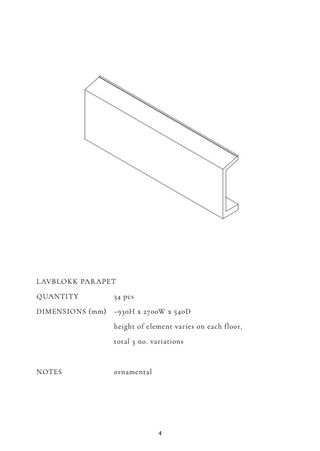 LAVBLOKK PARAPET
QUANTITY 34 pcs
DIMENSIONS (mm) ~930H x 2700W x 540D
height of element varies on each floor,
total 3 no. variations
NOTES ornamental
4